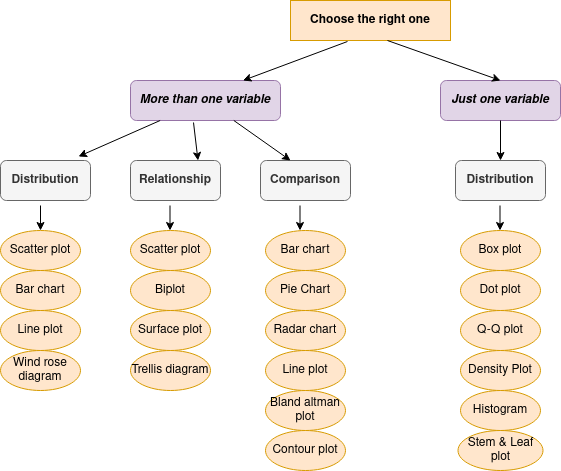 Choose the right one
More than one variable
Just one variable
Distribution
Relationship
Comparison
Distribution
Scatter plot
Bar chart
Line plot
Wind rose
diagram
Scatter plot
Biplot
Surface plot
Trellis diagram
Bar chart
Pie Chart
Radar chart
Line plot
Bland altman
plot
Contour plot
Box plot
Dot plot
Q-Q plot
Density Plot
Histogram
Stem & Leaf
plot